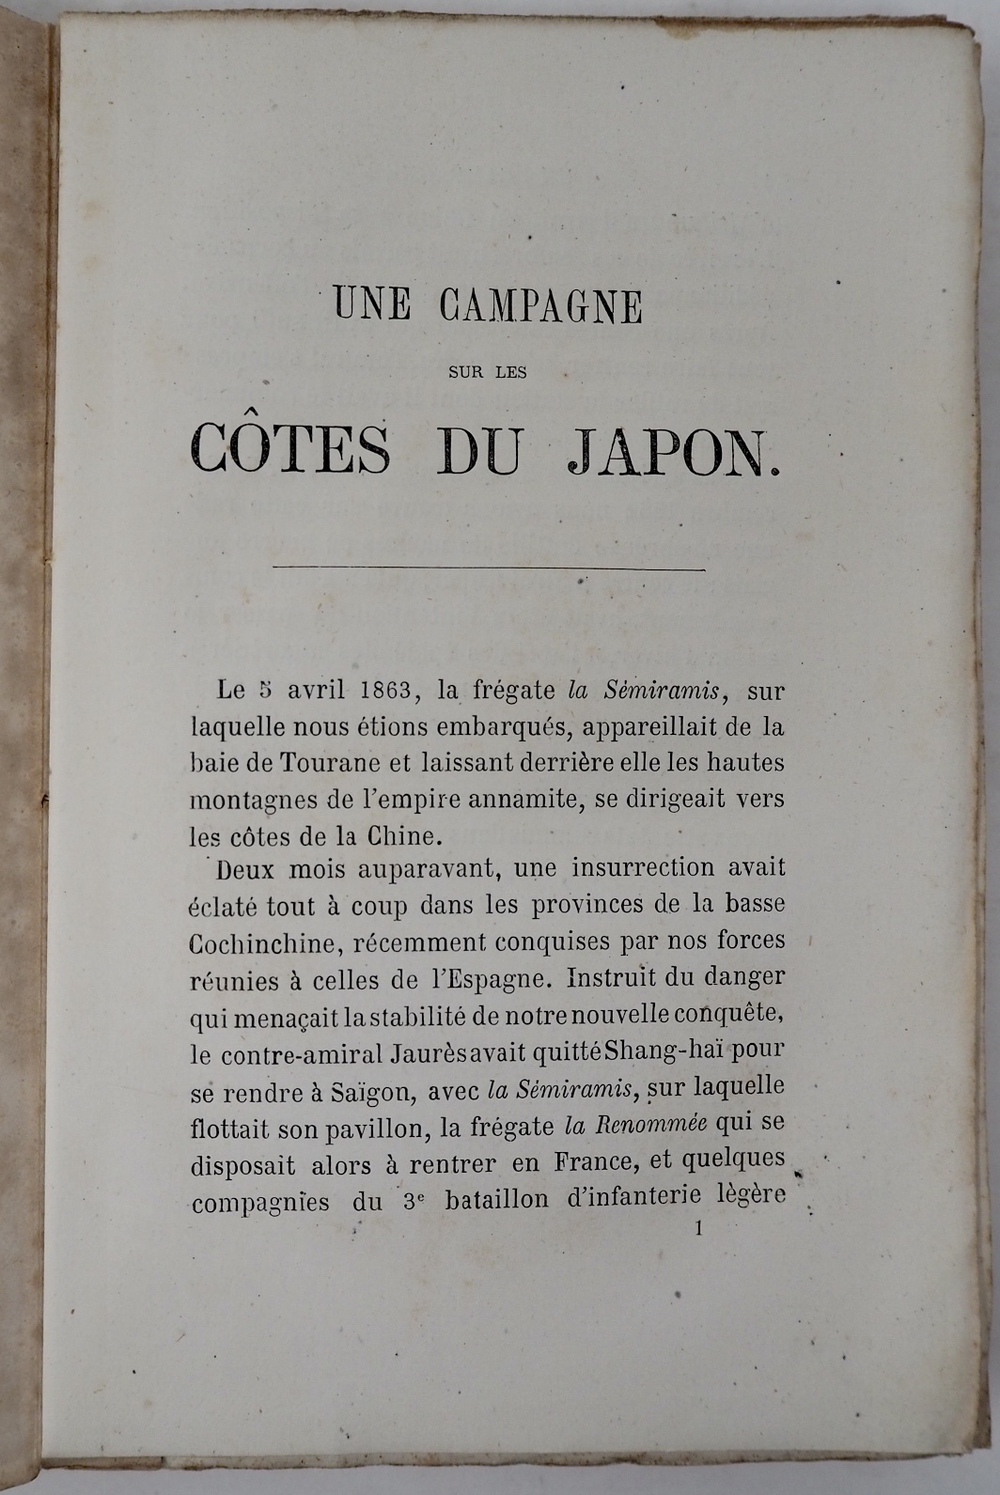 UNE CAMPAGNE
SUR LES
CÔTES DU JAPON.
Le 5 avril 1863, la frégate la Sémiramis, sur
laquelle nous étions embarqués, appareillait de la
baie de Tourane et laissant derrière elle les hautes
montagnes de l'empire annamite, se dirigeait vers
les côtes de la Chine.
Deux mois auparavant, une insurrection avait
éclaté tout à coup dans les provinces de la basse
Cochinchine, récemment conquises par nos forces
réunies à celles de l'Espagne. Instruit du danger
qui menaçait la stabilité de notre nouvelle conquête,
le contre-amiral Jaurès avait quitté Shang-haï pour
se rendre à Saïgon, avec la Sémiramis, sur laquelle
flottait son pavillon, la frégate la Renommée qui se
disposait alors à rentrer en France, et quelques
compagnies du 3e bataillon d'infanterie légère
1